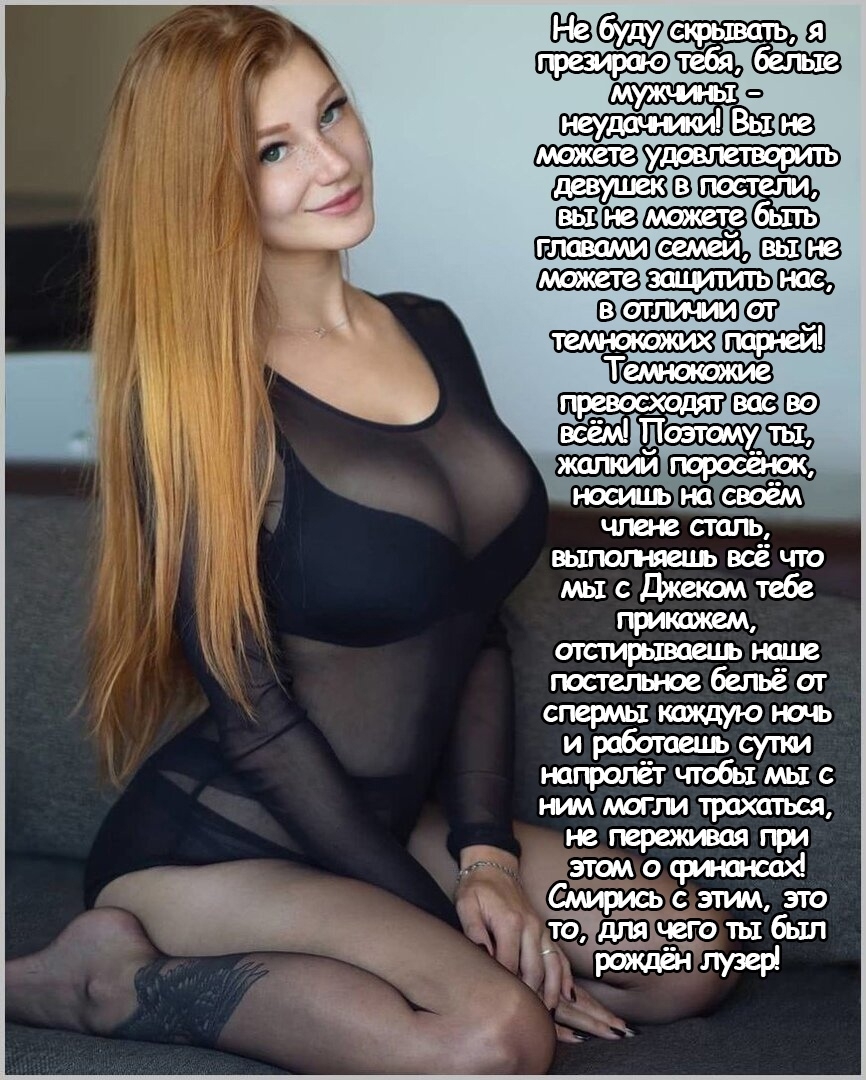 Не буду скрывать, я
презираю тебя, белые
мужчины –
неудачники! Вы не
можете удовлетворить
девушек в постели,
вы не можете быть
главами семей, вы не
можете защитить нас,
в отличии от
темнокожих парней!
Темнокожие
превосходят вас во
всём! Поэтому ты,
жалкий поросёнок,
носишь на своём
члене сталь,
выполняешь всё что
мы с Джеком тебе
прикажем,
отстирываешь наше
постельное бельё от
спермы каждую ночь
и работаешь сутки
напролёт чтобы мы с
ним могли трахаться,
не переживая при
этом о финансах!
Смирись с этим, это
то, для чего ты был
рождён лузер!